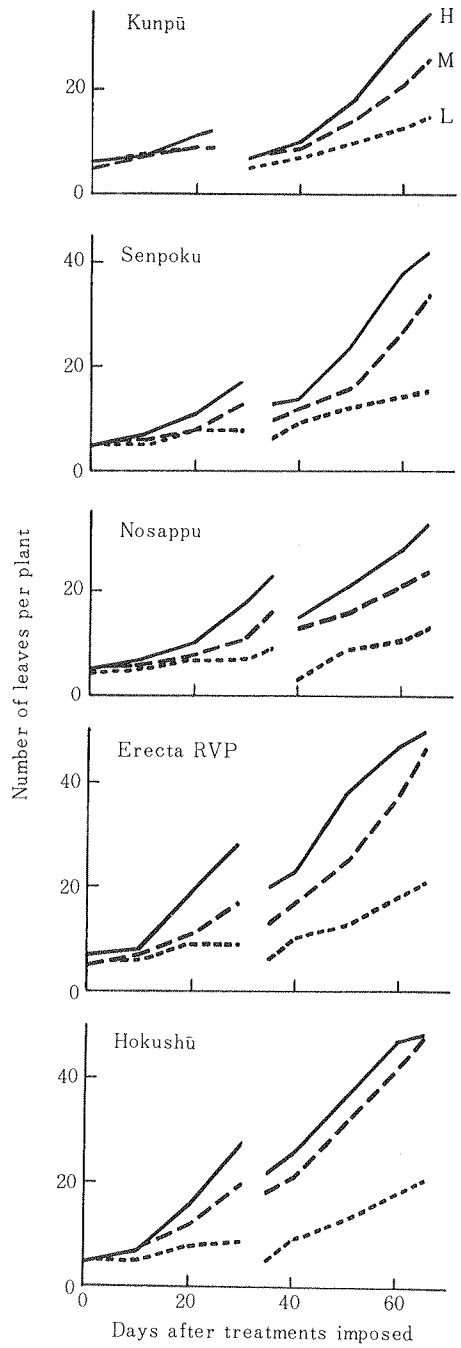 Kunpū
H
M
L
20
0
Senpoku
40
20
0
Nosappu
20
0
Number of leaves per plant
Erecta RVP
40
20
0
Hokushū
40
20
0
0
20
40
60
Days after treatments imposed